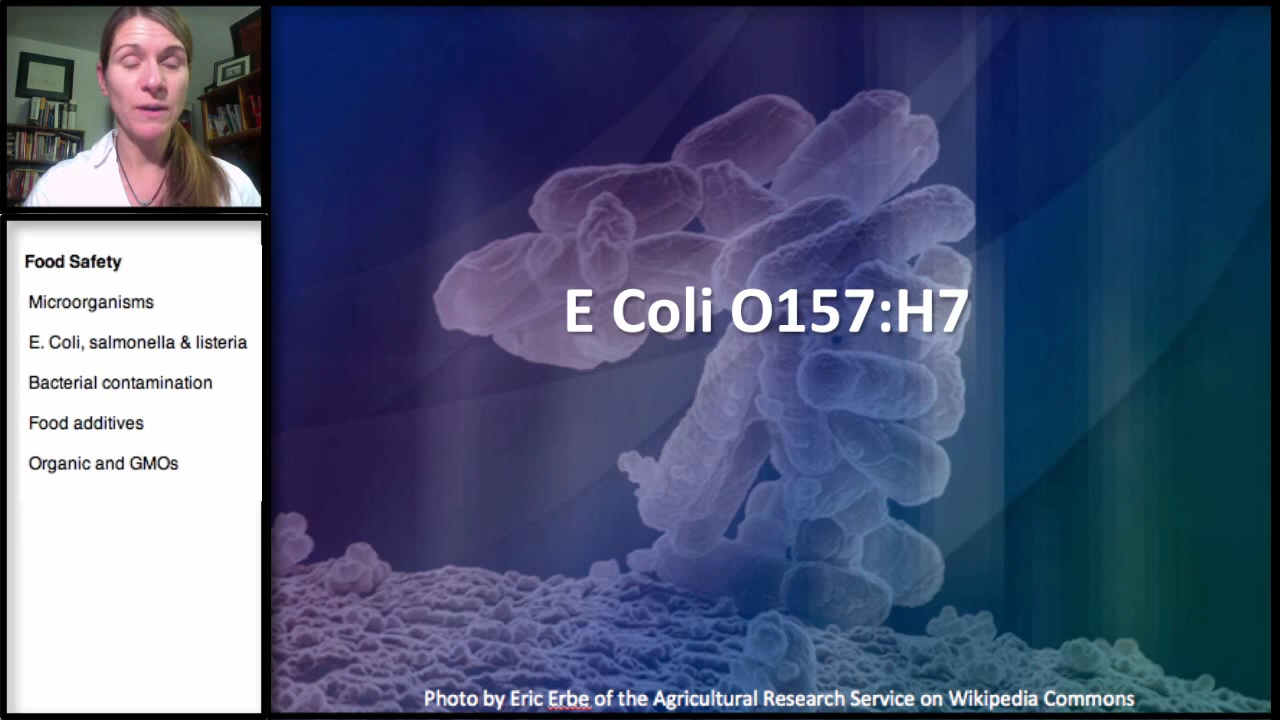 Food Safety
Microorganisms
E. Coli, salmonella & listeria
Bacterial contamination
Food additives
Organic and GMOs
E Coli O157:H7
Photo by Eric Erbe of the Agricultural Research Service on Wikipedia Commons